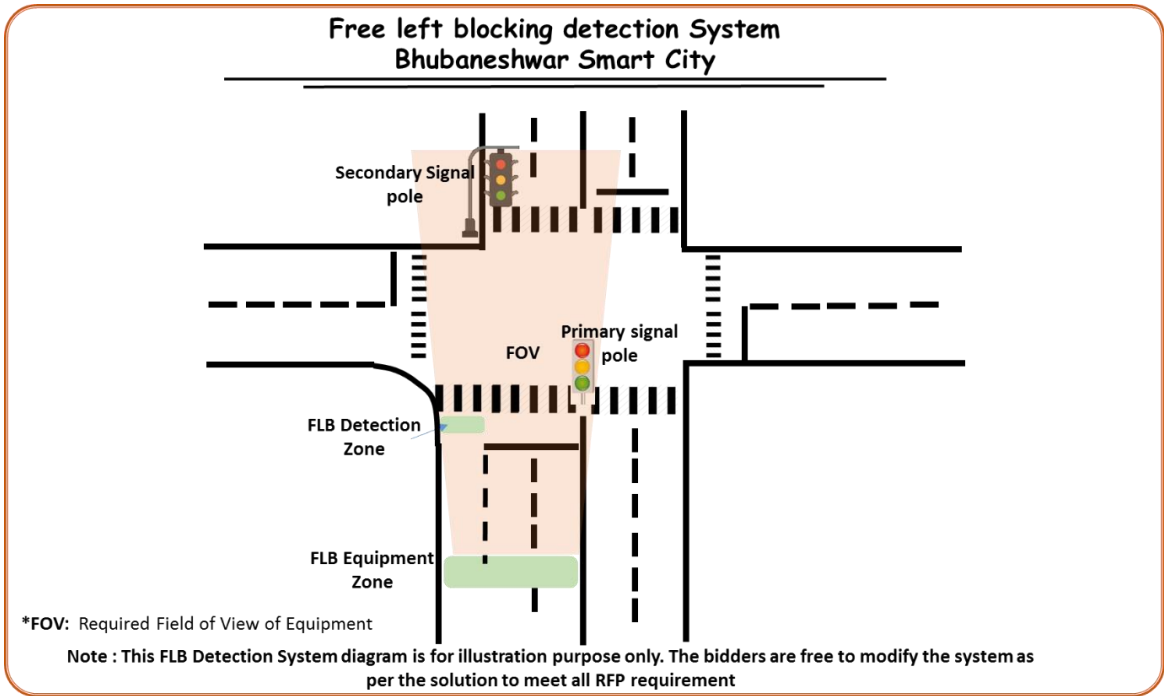 Free left blocking detection System
Bhubaneshwar Smart City
Secondary Signal
pole
Primary signal
pole
FOV
FLB Detection
Zone
FLB Equipment
Zone
*FOV: Required Field of View of Equipment
Note : This FLB Detection System diagram is for illustration purpose only. The bidders are free to modify the system as
per the solution to meet all RFP requirement